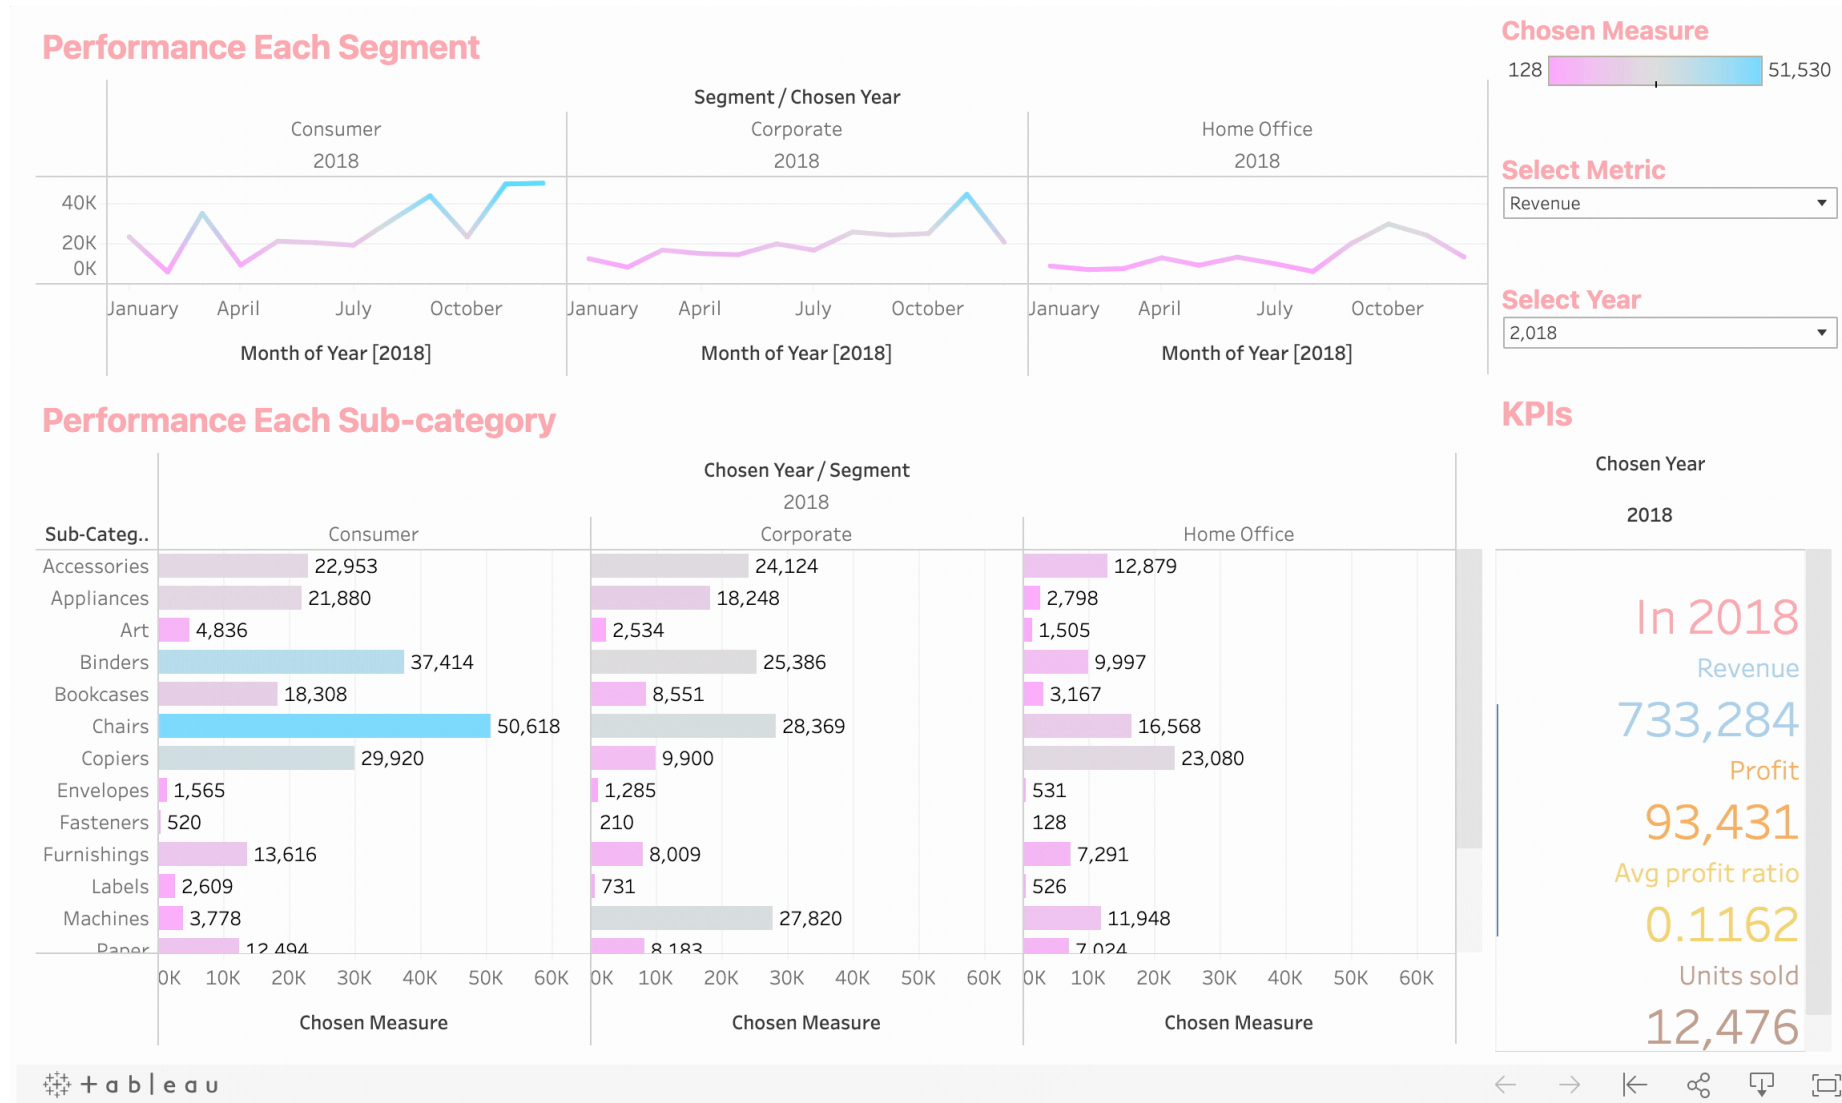 Performance Each Segment
Segment / Chosen Year
Consumer Corporate Home Office
2018 2018 2018
40K
20K
0K
January April July October January April July October January April July October
Month of Year [2018] Month of Year [2018] Month of Year [2018]
Chosen Measure
128 51,530
Select Metric
Revenue
Select Year
2,018
Performance Each Sub-category
Chosen Year / Segment
2018
Sub-Categ.. Consumer Corporate Home Office
Accessories 22,953 24,124 12,879
Appliances 21,880 18,248 2,798
Art 4,836 2,534 1,505
Binders 37,414 25,386 9,997
Bookcases 18,308 8,551 3,167
Chairs 50,618 28,369 16,568
Copiers 29,920 9,900 23,080
Envelopes 1,565 1,285 531
Fasteners 520 210 128
Furnishings 13,616 8,009 7,291
Labels 2,609 731 526
Machines 3,778 27,820 11,948
Paper 12,494 8,183 7,024
0K 10K 20K 30K 40K 50K 60K 0K 10K 20K 30K 40K 50K 60K 0K 10K 20K 30K 40K 50K 60K
Chosen Measure Chosen Measure Chosen Measure
KPIs
Chosen Year
2018
In 2018
Revenue
733,284
Profit
93,431
Avg profit ratio
0.1162
Units sold
12,476
+ a b | e a u